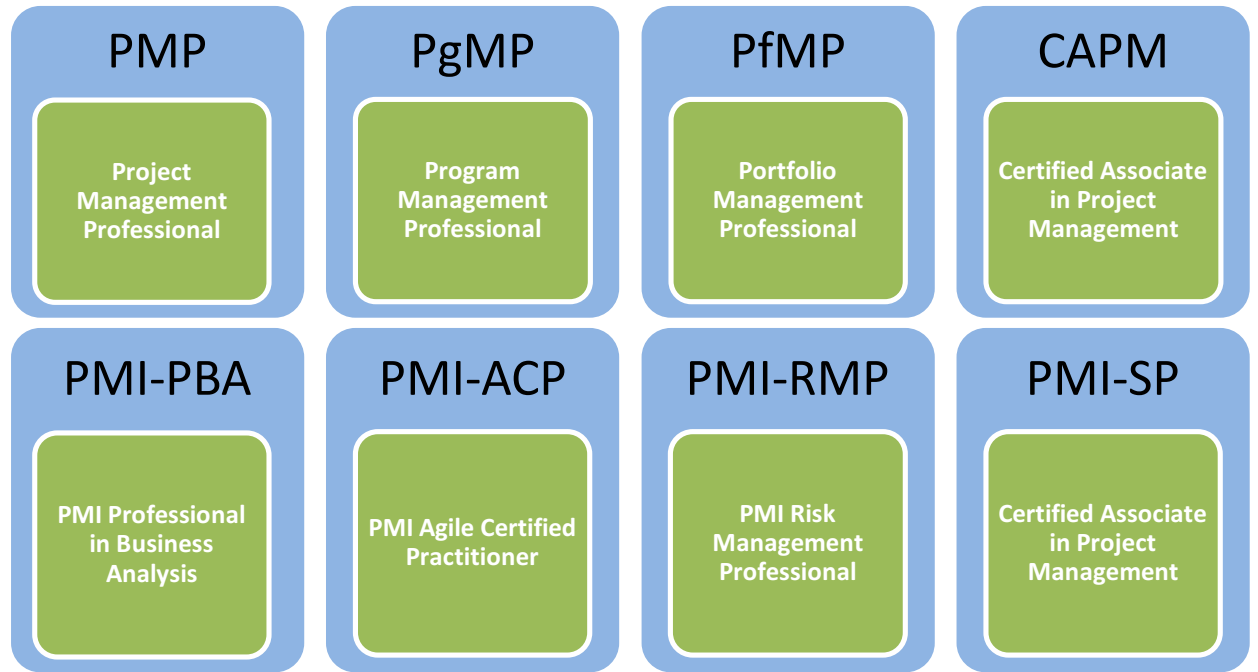 PMP
Project
Management
Professional
PgMP
Program
Management
Professional
PfMP
Portfolio
Management
Professional
CAPM
Certified Associate
in Project
Management
PMI-PBA
PMI Professional
in Business
Analysis
PMI-ACP
PMI Agile Certified
Practitioner
PMI-RMP
PMI Risk
Management
Professional
PMI-SP
Certified Associate
in Project
Management